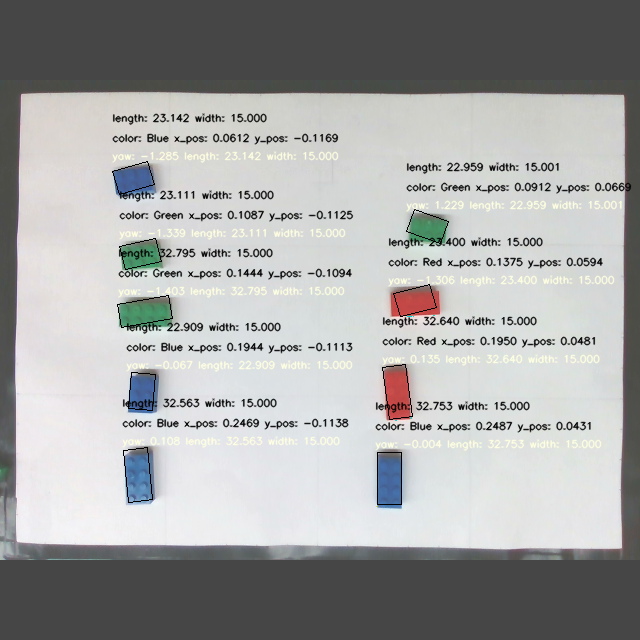 length: 23.142 width: 15.000
color: Blue x_pos: 0.0612 y_pos: -0.1169
yaw: -1.285 length: 23.142 width: 15.000
length: 23.111 width: 15.000
color: Green x_pos: 0.1087 y_pos: -0.1125
yaw: -1.339 length: 23.111 width: 15.000
length: 32.795 width: 15.000
color: Green x_pos: 0.1444 y_pos: -0.1094
yaw: -1.403 length: 32.795 width: 15.000
length: 22.909 width: 15.000
color: Blue x_pos: 0.1944 y_pos: -0.1113
yaw: -0.067 length: 22.909 width: 15.000
length: 32.563 width: 15.000
color: Blue x_pos: 0.2469 y_pos: -0.1138
yaw: 0.108 length: 32.563 width: 15.000
length: 22.959 width: 15.001
color: Green x_pos: 0.0912 y_pos: 0.0669
yaw: 1.229 length: 22.959 width: 15.001
length: 23.400 width: 15.000
color: Red x_pos: 0.1375 y_pos: 0.0594
yaw: -1.306 length: 23.400 width: 15.000
length: 32.640 width: 15.000
color: Red x_pos: 0.1950 y_pos: 0.0481
yaw: 0.135 length: 32.640 width: 15.000
length: 32.753 width: 15.000
color: Blue x_pos: 0.2487 y_pos: 0.0431
yaw: -0.004 length: 32.753 width: 15.000